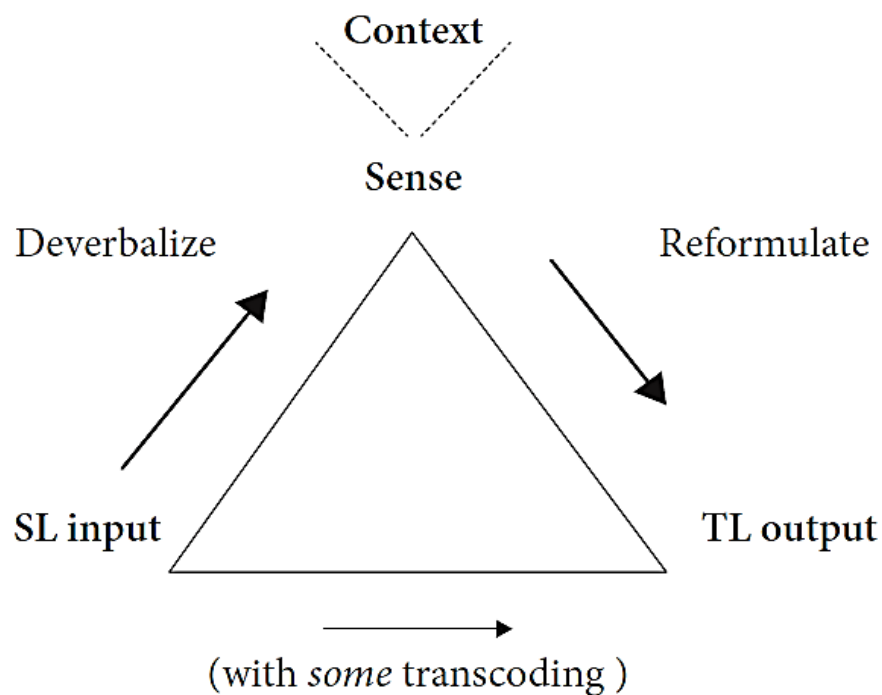 Context
Sense
Deverbalize
Reformulate
SL input
TL output
(with some transcoding )